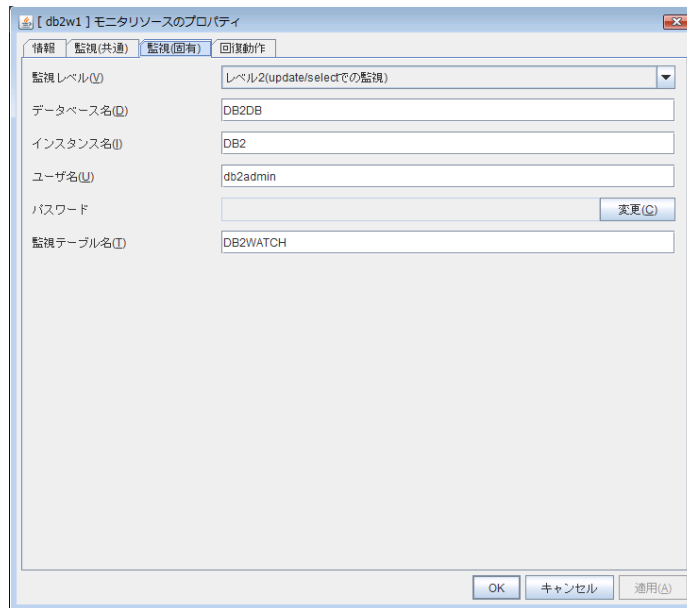 [ db2w1 ] モニタリソースのプロパティ
情報 監視(共通) 監視(固有) 回復動作
監視レベル(V) レベル2(update/selectでの監視)
データベース名(D) DB2DB
インスタンス名(I) DB2
ユーザ名(U) db2admin
パスワード 変更(C)
監視テーブル名(T) DB2WATCH
OK キャンセル 適用(A)